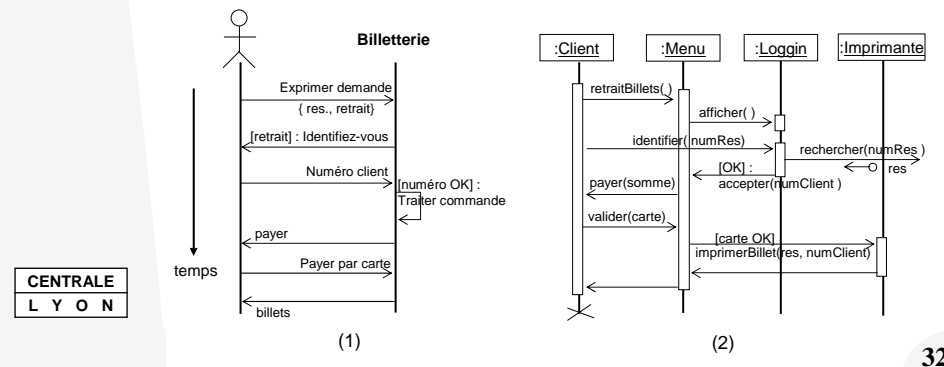 Billetterie
Exprimer demande
{ res., retrait}
[retrait] : Identifiez-vous
Numéro client
[numéro OK] :
Traiter commande
payer
Payer par carte
billets
temps
(1)
CENTRALE
L Y O N
:Client
:Menu
:Loggin
:Imprimante
retraitBillets( )
afficher( )
identifier( numRes)
rechercher(numRes )
res
[OK] :
accepter(numClient )
payer(somme)
valider(carte)
[carte OK]
imprimerBillet(res, numClient)
(2)
32